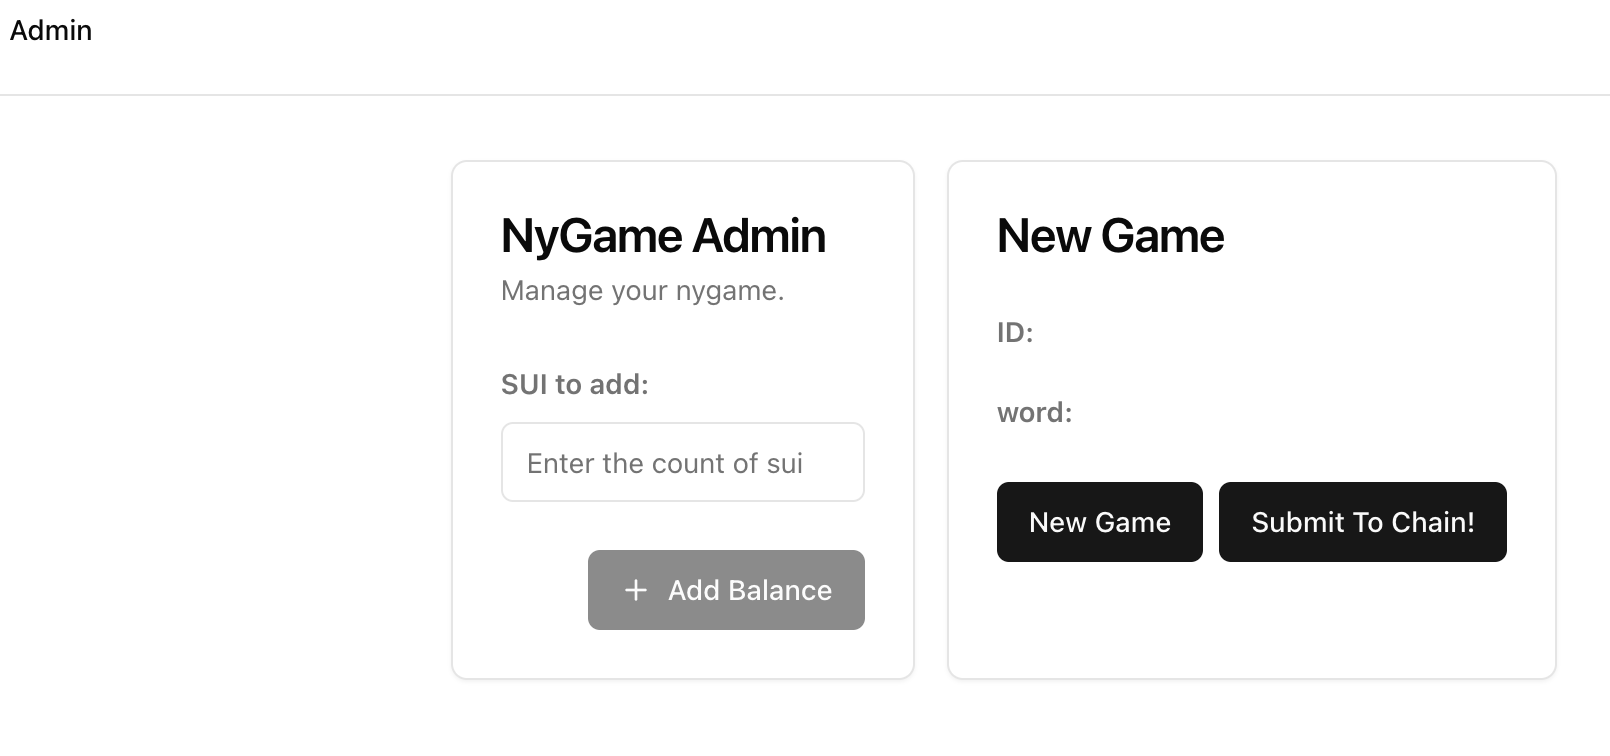 Admin
NyGame Admin
Manage your nygame.
SUI to add:
Enter the count of sui
+ Add Balance
New Game
ID:
word:
New Game
Submit To Chain!